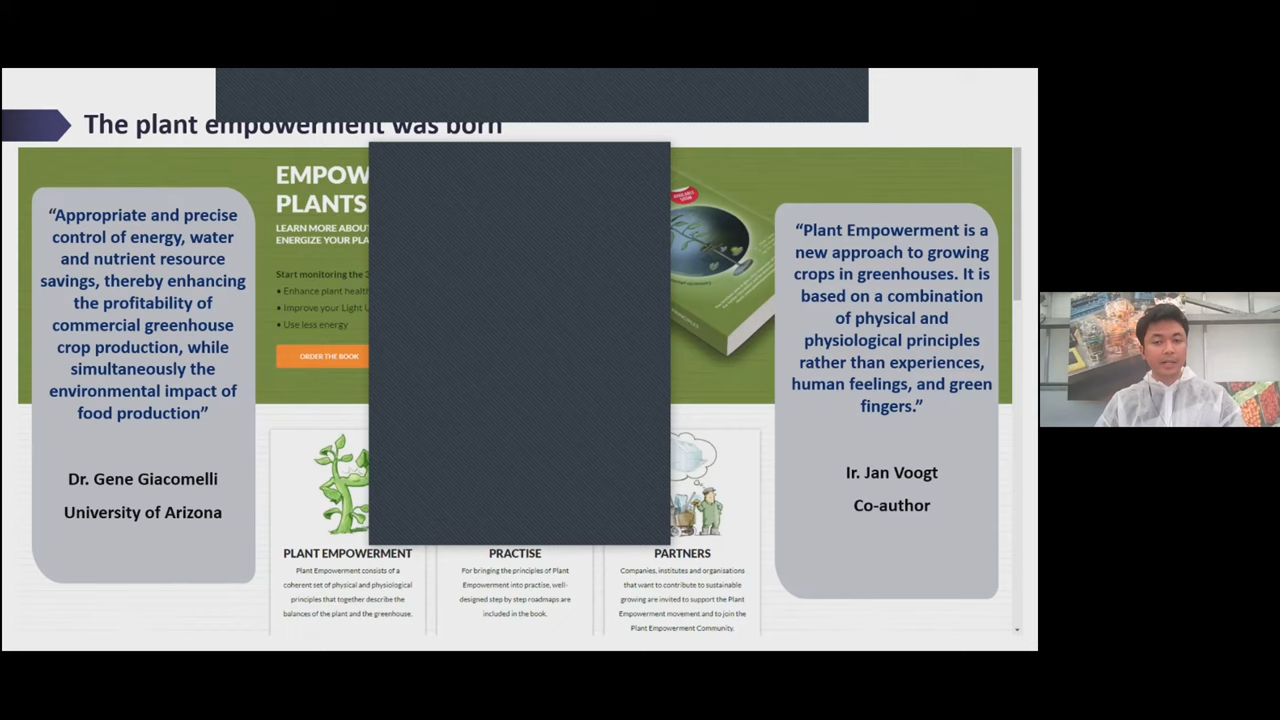 The plant empowerment was born
“Appropriate and precise
control of energy, water
and nutrient resource
savings, thereby enhancing
the profitability of
commercial greenhouse
crop production, while
simultaneously the
environmental impact of
food production”
Dr. Gene Giacomelli
University of Arizona
EMPOW
PLANTS
LEARN MORE ABOU
ENERGIZE YOUR PLA
Start monitoring the 3
• Enhance plant healt
• Improve your Light U
• Use less energy
ORDER THE BOOK
“Plant Empowerment is a
new approach to growing
crops in greenhouses. It is
based on a combination
of physical and
physiological principles
rather than experiences,
human feelings, and green
fingers.”
Ir. Jan Voogt
Co-author
PLANT EMPOWERMENT
Plant Empowerment consists of a
coherent set of physical and physiological
principles that together describe the
balances of the plant and the greenhouse.
PRACTISE
For bringing the principles of Plant
Empowerment into practise, well-
designed step by step roadmaps are
included in the book.
PARTNERS
Companies, institutes and organisations
that want to contribute to sustainable
growing are invited to support the Plant
Empowerment movement and to join the
Plant Empowerment Community.